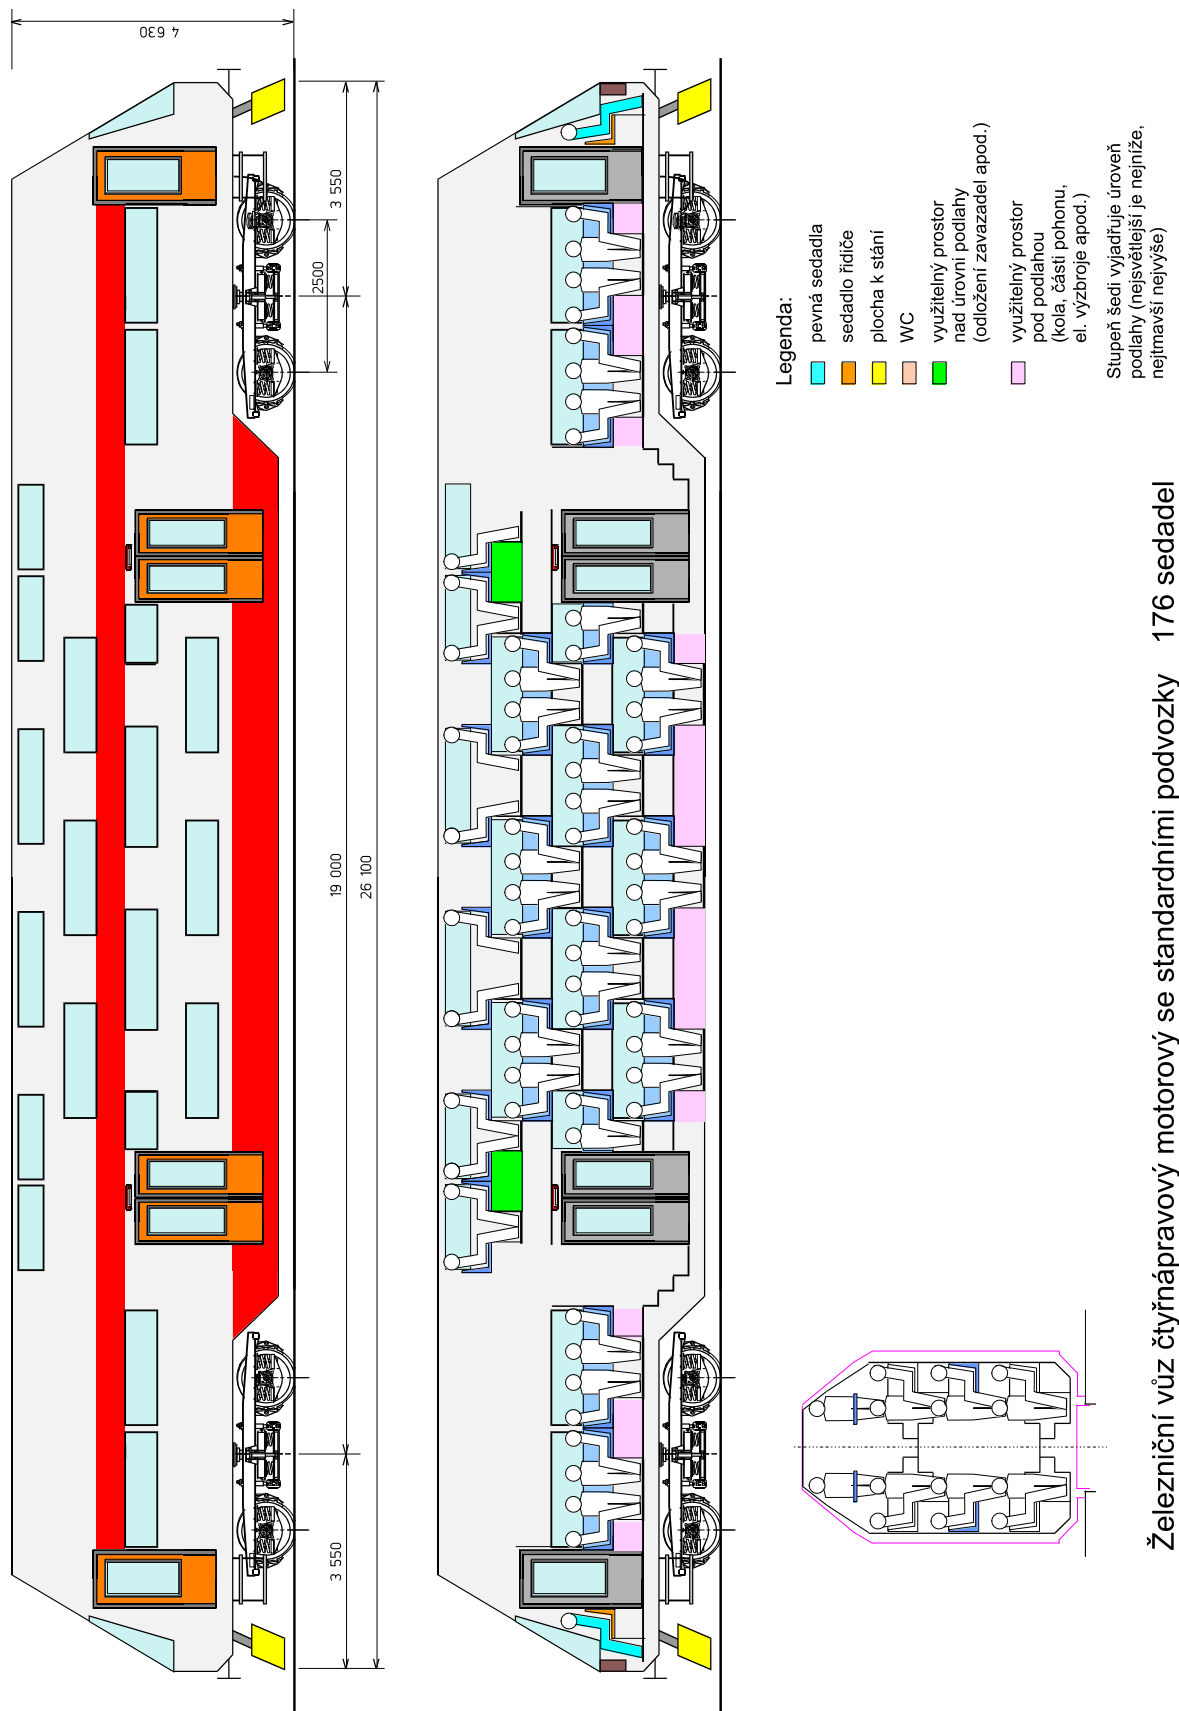 4 630
3 550
2500
19 000
26 100
3 550
Legenda:
pevná sedadla
sedadlo řidiče
plocha k stání
WC
využitelný prostor
nad úrovni podlahy
(odložení zavazadel apod.)
využitelný prostor
pod podlahou
(kola, části pohonu,
el. výzbroje apod.)
Stupeň šedi vyjadřuje úroveň
podlahy (nejsvětlejší je nejníže,
nejtmavší nejvýše)
Železniční vůz čtyřnápravový motorový se standardními podvozky 176 sedadel